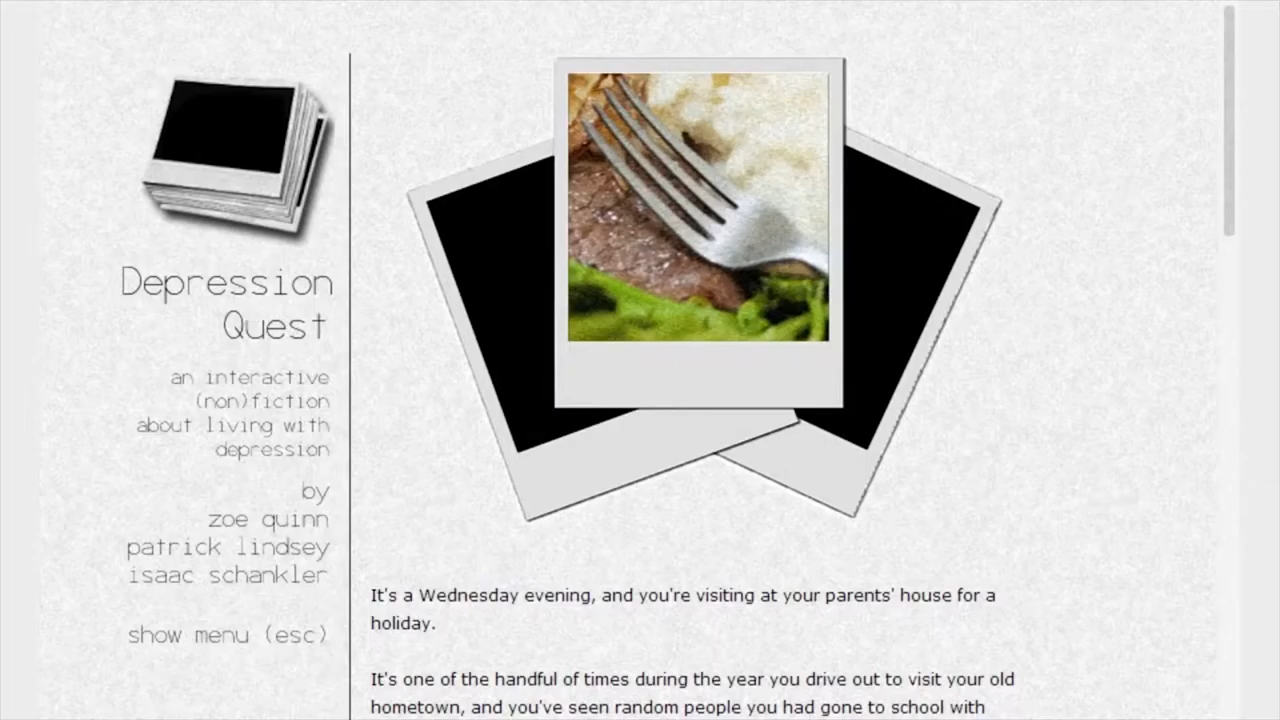 Depression
Quest
an interactive
(non)fiction
about living with
depression
by
zoe quinn
patrick lindsey
isaac schankler
show menu (esc)
It's a Wednesday evening, and you're visiting at your parents' house for a
holiday.
It's one of the handful of times during the year you drive out to visit your old
hometown, and you've seen random people you had gone to school with